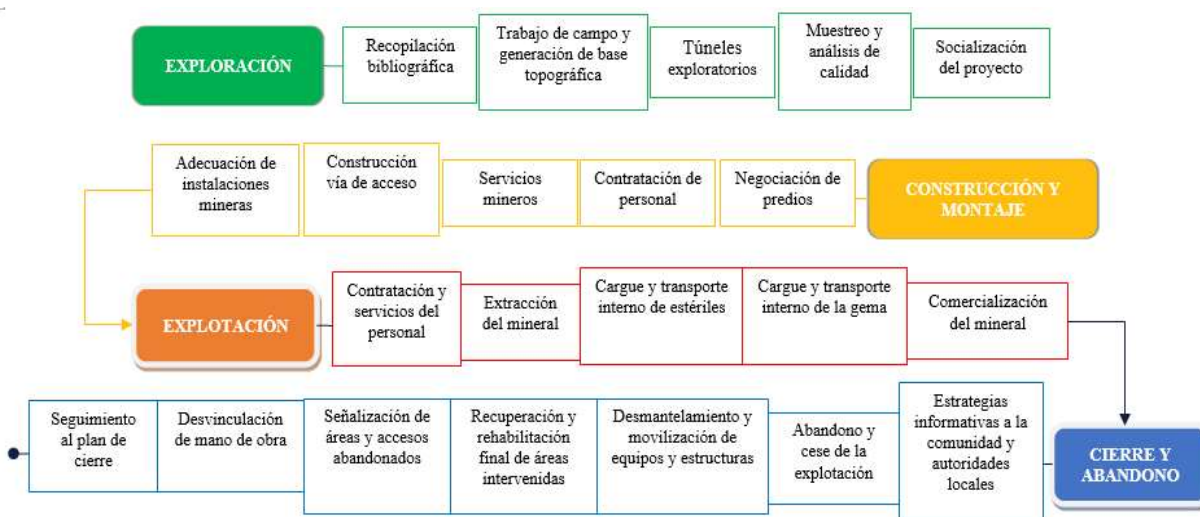 EXPLORACIÓN
Recopilación
bibliográfica
Trabajo de campo y
generación de base
topográfica
Túneles
exploratorios
Muestreo y
análisis de
calidad
Socialización
del proyecto
Adecuación de
instalaciones
mineras
Construcción
vía de acceso
Servicios
mineros
Contratación de
personal
Negociación de
predios
CONSTRUCCIÓN Y
MONTAJE
EXPLOTACIÓN
Contratación y
servicios del
personal
Extracción
del mineral
Cargue y transporte
interno de estériles
Cargue y transporte
interno de la gema
Comercialización
del mineral
Seguimiento
al plan de
cierre
Desvinculación
de mano de obra
Señalización de
áreas y accesos
abandonados
Recuperación y
rehabilitación
final de áreas
intervenidas
Desmantelamiento y
movilización de
equipos y estructuras
Abandono y
cese de la
explotación
Estrategias
informativas a la
comunidad y
autoridades
locales
CIERRE Y
ABANDONO